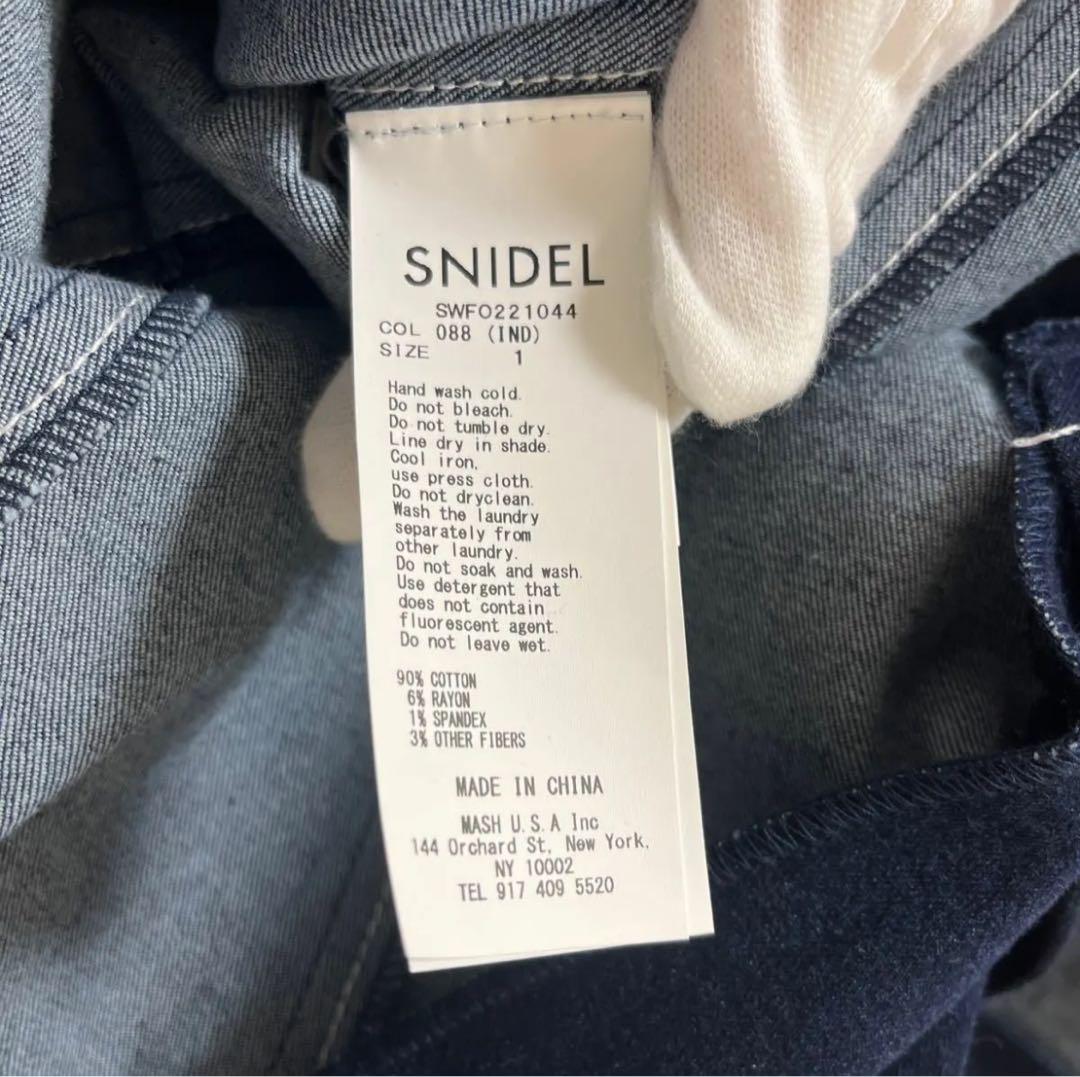 SNIDEL
SWFO221044
COL 088 (IND)
SIZE 1
Hand wash cold.
Do not bleach.
Do not tumble dry.
Line dry in shade.
Cool iron,
use press cloth.
Do not dryclean.
Wash the laundry
separately from
other laundry.
Do not soak and wash.
Use detergent that
does not contain
fluorescent agent.
Do not leave wet.
90% COTTON
6% RAYON
1% SPANDEX
3% OTHER FIBERS
MADE IN CHINA
MASH U.S.A Inc
144 Orchard St, New York,
NY 10002
TEL 917 409 5520